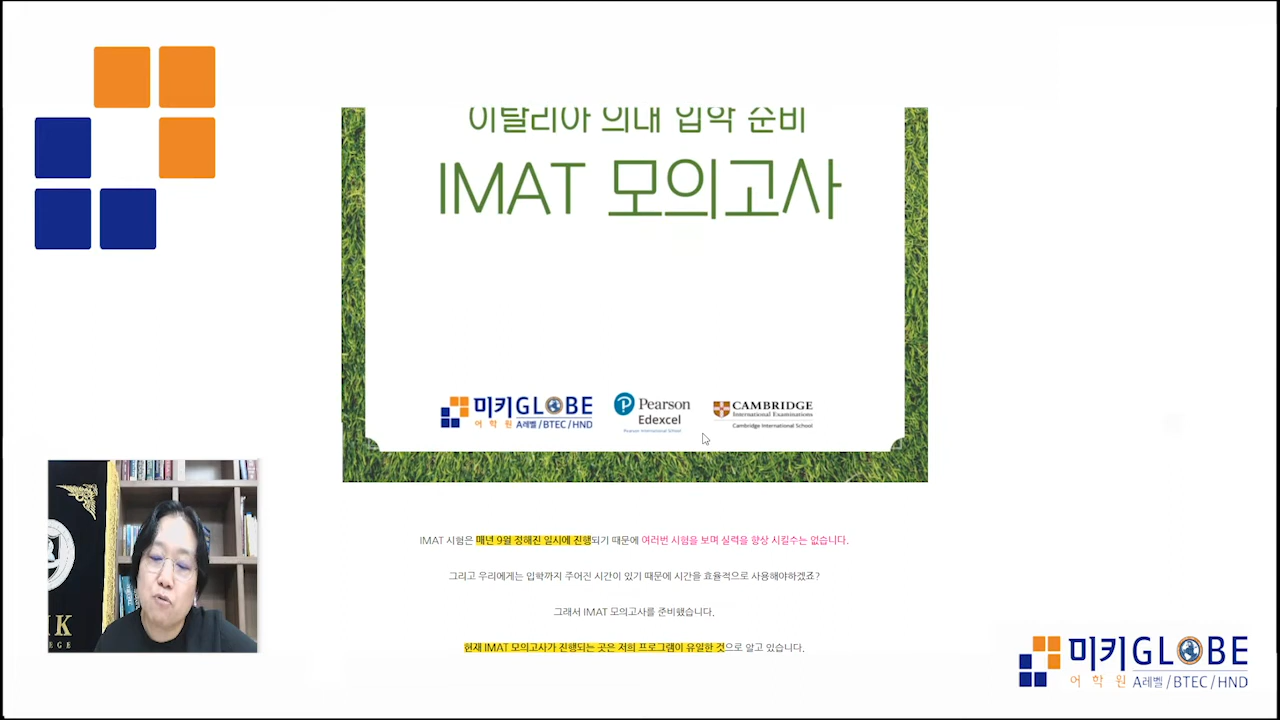 이탈리아 의대 입학 준비
IMAT 모의고사
미키GLOBE
어학원 A레벨/BTEC/HND
Pearson
Edexcel
Pearson International School
CAMBRIDGE
International Examinations
Cambridge International School
IMAT 시험은 매년 9월 정해진 일시에 진행되기 때문에 여러번 시험을 보며 실력을 향상 시킬수는 없습니다.
그리고 우리에게는 입학까지 주어진 시간이 있기 때문에 시간을 효율적으로 사용해야하겠죠?
그래서 IMAT 모의고사를 준비했습니다.
현재 IMAT 모의고사가 진행되는 곳은 저희 프로그램이 유일한 것으로 알고 있습니다.
미키GLOBE
어학원 A레벨/BTEC/HND